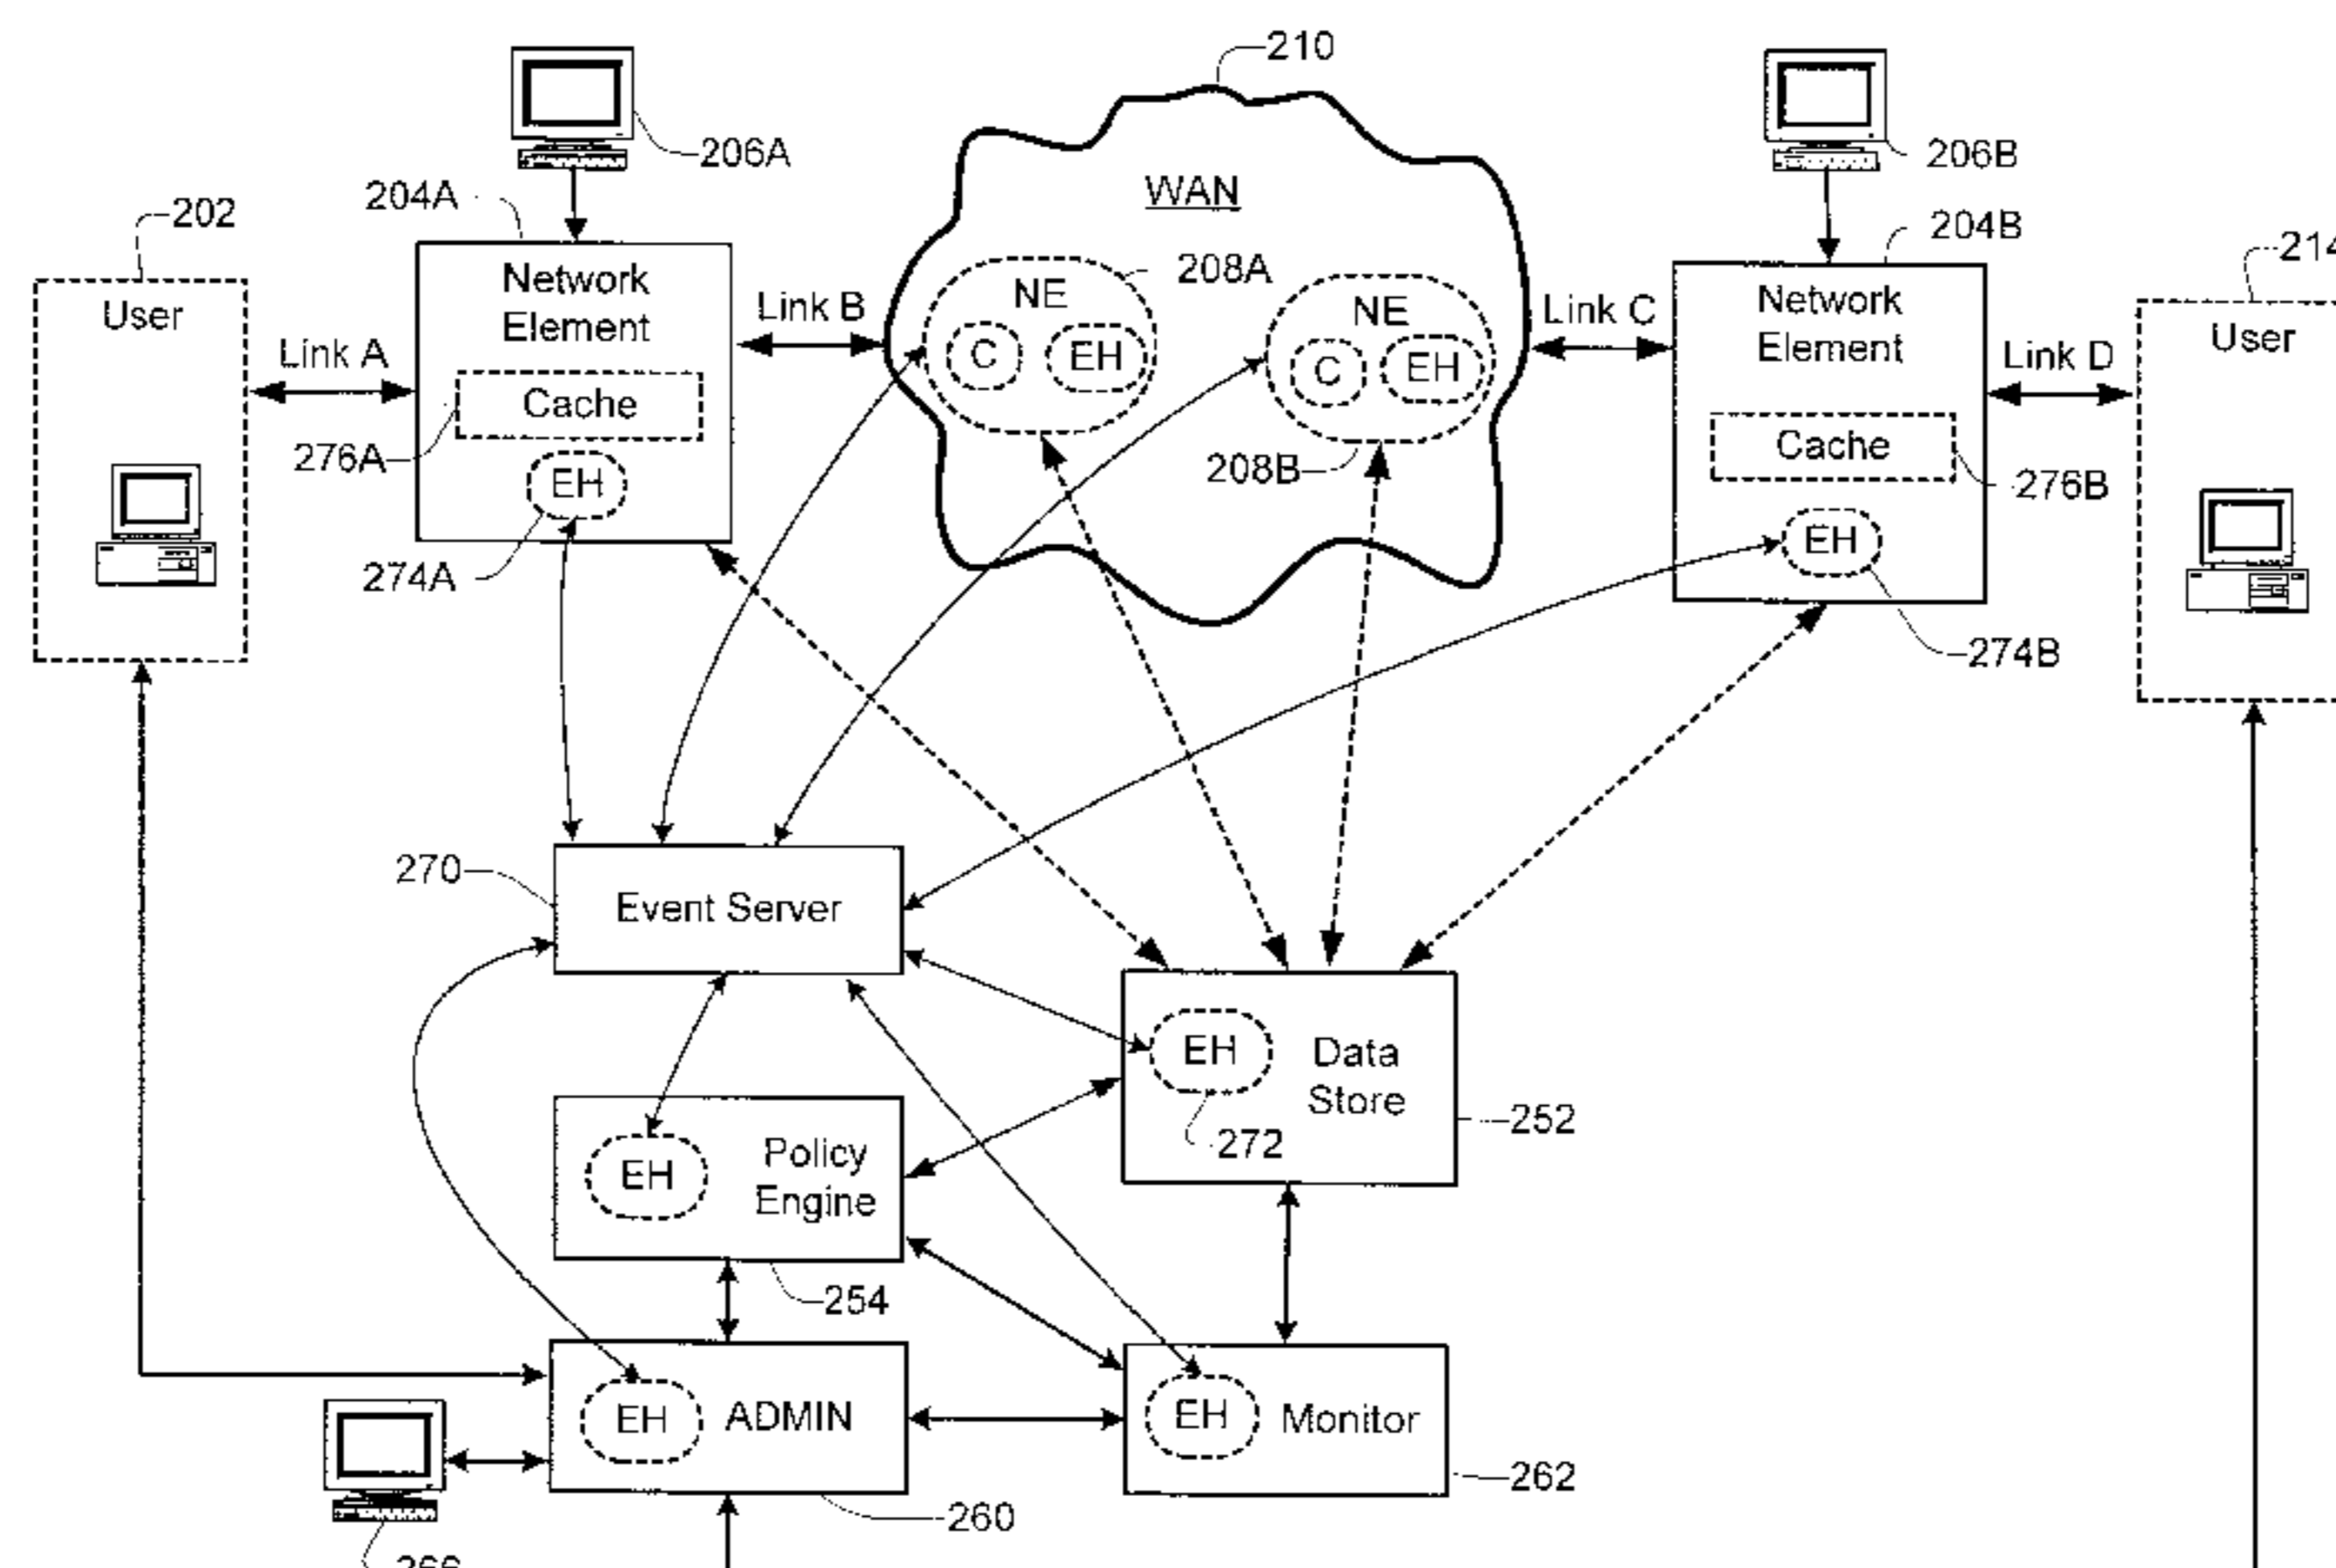 210
206A
206B
204A
WAN
202
204B
214
Network
Element
208A
Network
Element
User
NE
NE
User
Link B
Link C
Link A
Link D
C
EH
C
EH
Cache
Cache
276A
208B
276B
EH
EH
274A
274B
270
Event Server
EH
Data
Store
252
272
EH
Policy
Engine
254
EH
ADMIN
EH
Monitor
262
260